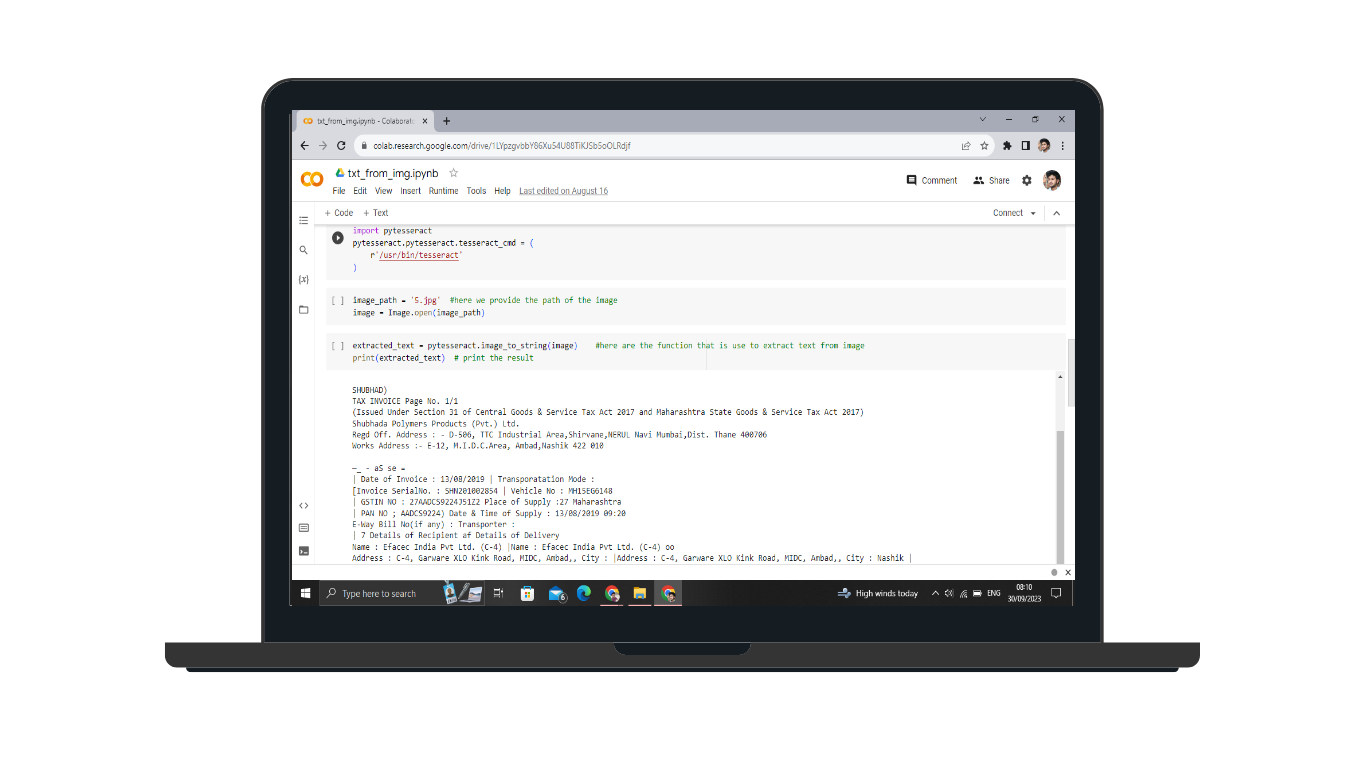 txt_from_img.ipynb - Colaborat
colab.research.google.com/drive/1LYpzgvbbY86Xu54U88TiKJSb5oOLRdjf
txt_from_img.ipynb
File Edit View Insert Runtime Tools Help Last edited on August 16
Comment Share
+ Code + Text
Connect
import pytesseract
pytesseract.pytesseract.tesseract_cmd = (
r'/usr/bin/tesseract'
)
[ ] image_path = '5.jpg' #here we provide the path of the image
image = Image.open(image_path)
[ ] extracted_text = pytesseract.image_to_string(image) #here are the function that is use to extract text from image
print(extracted_text) # print the result
SHUBHAD)
TAX INVOICE Page No. 1/1
(Issued Under Section 31 of Central Goods & Service Tax Act 2017 and Maharashtra State Goods & Service Tax Act 2017)
Shubhada Polymers Products (Pvt.) Ltd.
Regd Off. Address : - D-506, TTC Industrial Area,Shirvane,NERUL Navi Mumbai,Dist. Thane 400706
Works Address :- E-12, M.I.D.C.Area, Ambad,Nashik 422 010
—_ - aS se =
| Date of Invoice : 13/08/2019 | Transporatation Mode :
[Invoice SerialNo. : SHN201002854 | Vehicle No : MH15EG6148
| GSTIN NO : 27AADCS9224J51Z2 Place of Supply :27 Maharashtra
| PAN NO ; AADCS9224) Date & Time of Supply : 13/08/2019 09:20
E-Way Bill No(if any) : Transporter :
| 7 Details of Recipient af Details of Delivery
Name : Efacec India Pvt Ltd. (C-4) |Name : Efacec India Pvt Ltd. (C-4) oo
Address : C-4, Garware XLO Kink Road, MIDC, Ambad,, City : |Address : C-4, Garware XLO Kink Road, MIDC, Ambad,, City : Nashik |
Type here to search
6
High winds today
ENG
08:10
30/09/2023